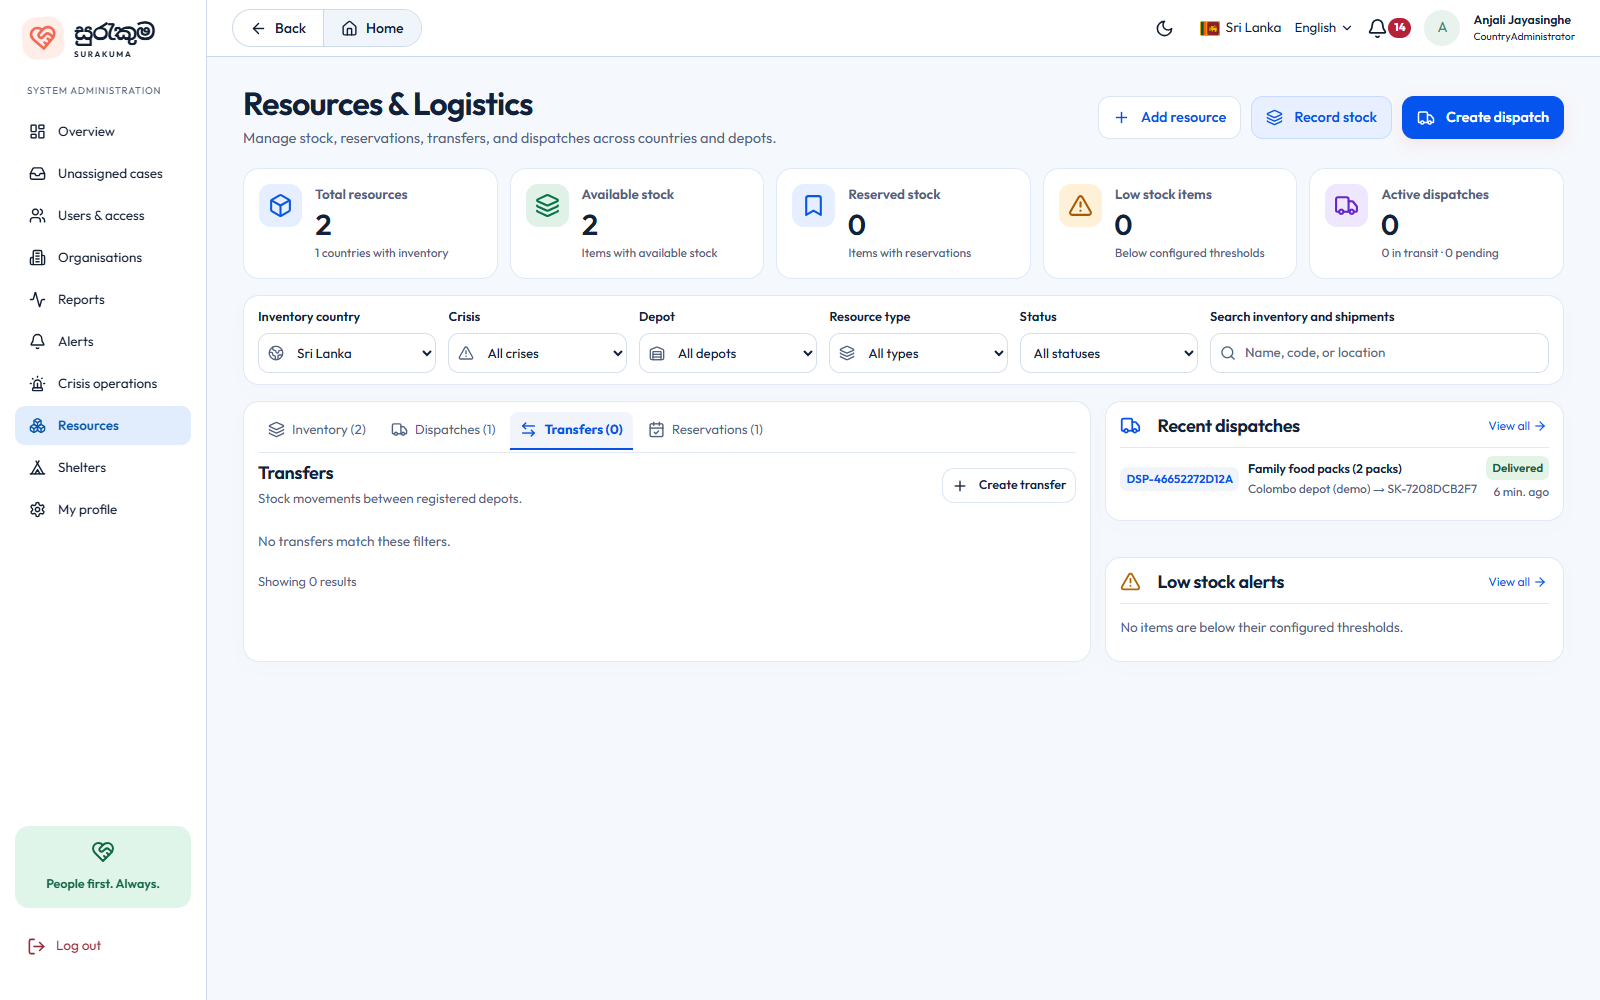 සුරැකුම
SURAKUMA
Back
Home
Sri Lanka
English
14
A
Anjali Jayasinghe
CountryAdministrator
SYSTEM ADMINISTRATION
Overview
Unassigned cases
Users & access
Organisations
Reports
Alerts
Crisis operations
Resources
Shelters
My profile
People first. Always.
Log out
Resources & Logistics
Manage stock, reservations, transfers, and dispatches across countries and depots.
Add resource
Record stock
Create dispatch
Total resources
2
1 countries with inventory
Available stock
2
Items with available stock
Reserved stock
0
Items with reservations
Low stock items
0
Below configured thresholds
Active dispatches
0
0 in transit · 0 pending
Inventory country
Sri Lanka
Crisis
All crises
Depot
All depots
Resource type
All types
Status
All statuses
Search inventory and shipments
Name, code, or location
Inventory (2)
Dispatches (1)
Transfers (0)
Reservations (1)
Transfers
Stock movements between registered depots.
Create transfer
No transfers match these filters.
Showing 0 results
Recent dispatches
View all →
DSP-46652272D12A
Family food packs (2 packs)
Colombo depot (demo) → SK-7208DCB2F7
Delivered
6 min. ago
Low stock alerts
View all →
No items are below their configured thresholds.